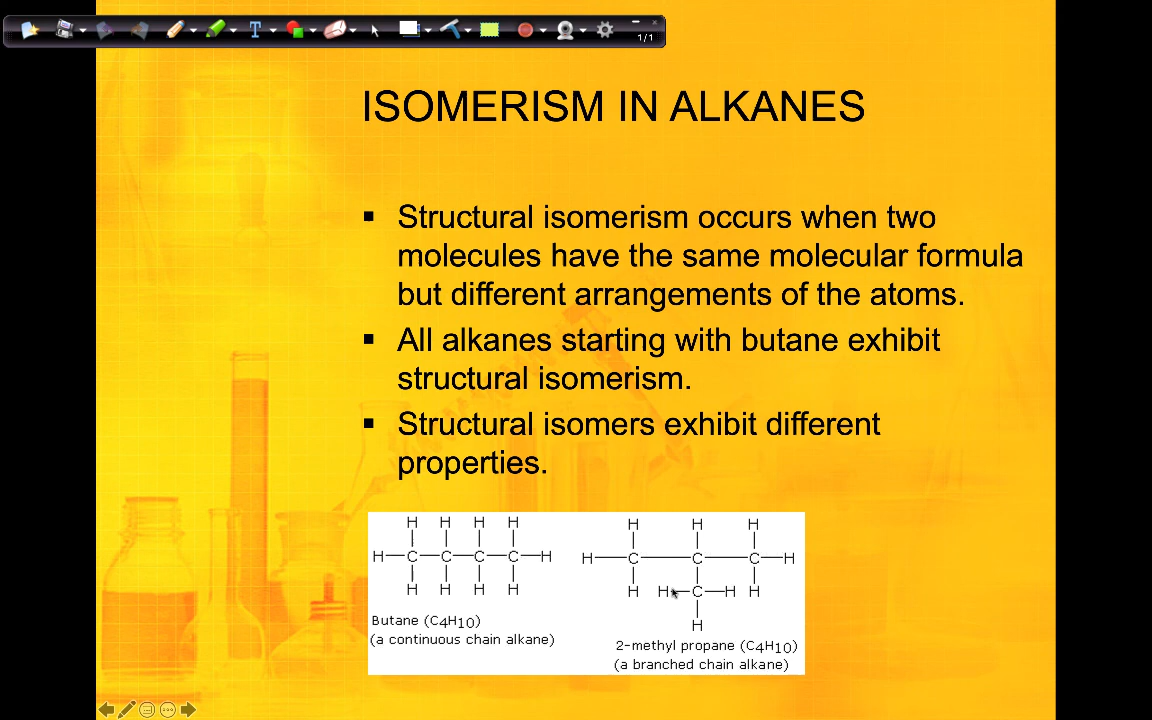 1/1
ISOMERISM IN ALKANES
▪ Structural isomerism occurs when two
molecules have the same molecular formula
but different arrangements of the atoms.
▪ All alkanes starting with butane exhibit
structural isomerism.
▪ Structural isomers exhibit different
properties.
H H H H
H—C—C—C—C—H
H H H H
Butane (C4H10)
(a continuous chain alkane)
H H H
H—C—C—C—H
H H—C—H H
H
2-methyl propane (C4H10)
(a branched chain alkane)